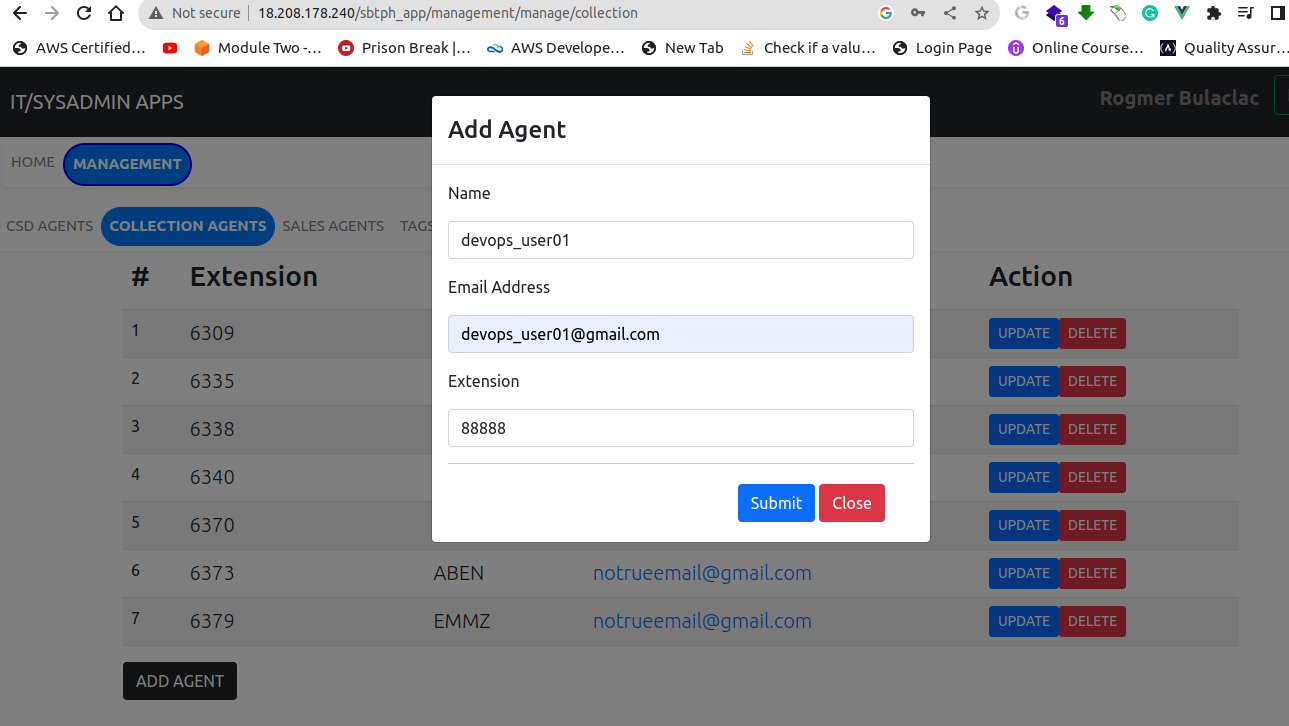 Not secure 18.208.178.240/sbtph_app/management/manage/collection
6
AWS Certified... Module Two -... Prison Break |... AWS Develope... New Tab Check if a valu... Login Page Online Course... Quality Assur...
IT/SYSADMIN APPS
Rogmer Bulaclac
HOME MANAGEMENT
CSD AGENTS COLLECTION AGENTS SALES AGENTS TAGS
# Extension Action
1 6309 UPDATE DELETE
2 6335 UPDATE DELETE
3 6338 UPDATE DELETE
4 6340 UPDATE DELETE
5 6370 UPDATE DELETE
6 6373 ABEN notrueemail@gmail.com UPDATE DELETE
7 6379 EMMZ notrueemail@gmail.com UPDATE DELETE
ADD AGENT
Add Agent
Name
devops_user01
Email Address
devops_user01@gmail.com
Extension
88888
Submit Close